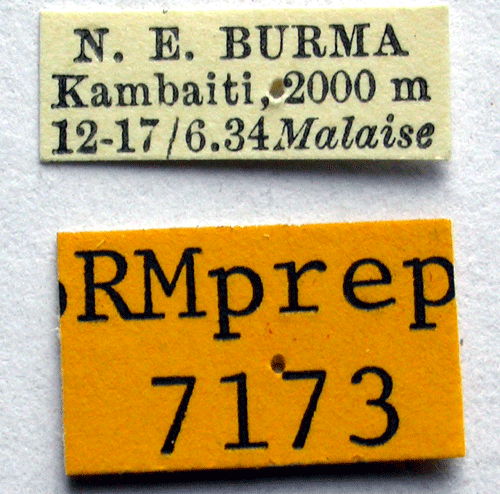 N. E. BURMA
Kambaiti, 2000 m
12-17/6.34 Malaise
RMprep
7173